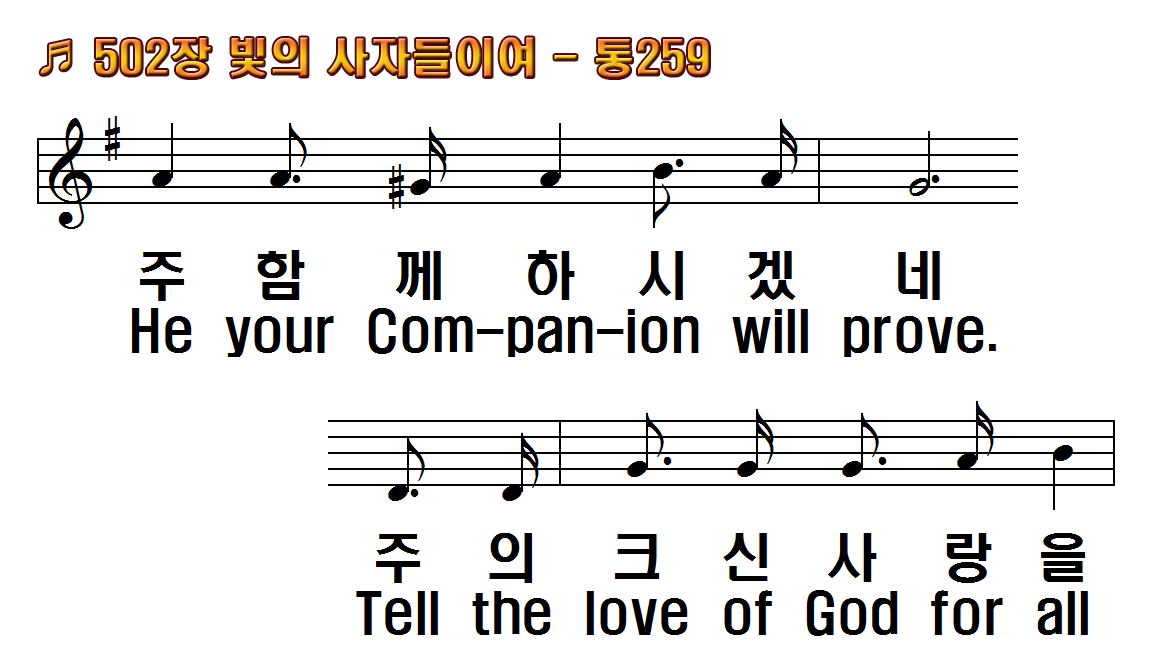 ♬ 502장 빛의 사자들이여 - 통259
주 함 께 하 시 겠 네
He your Com-pan-ion will prove.
주 의 크 신 사 랑 을
Tell the love of God for all